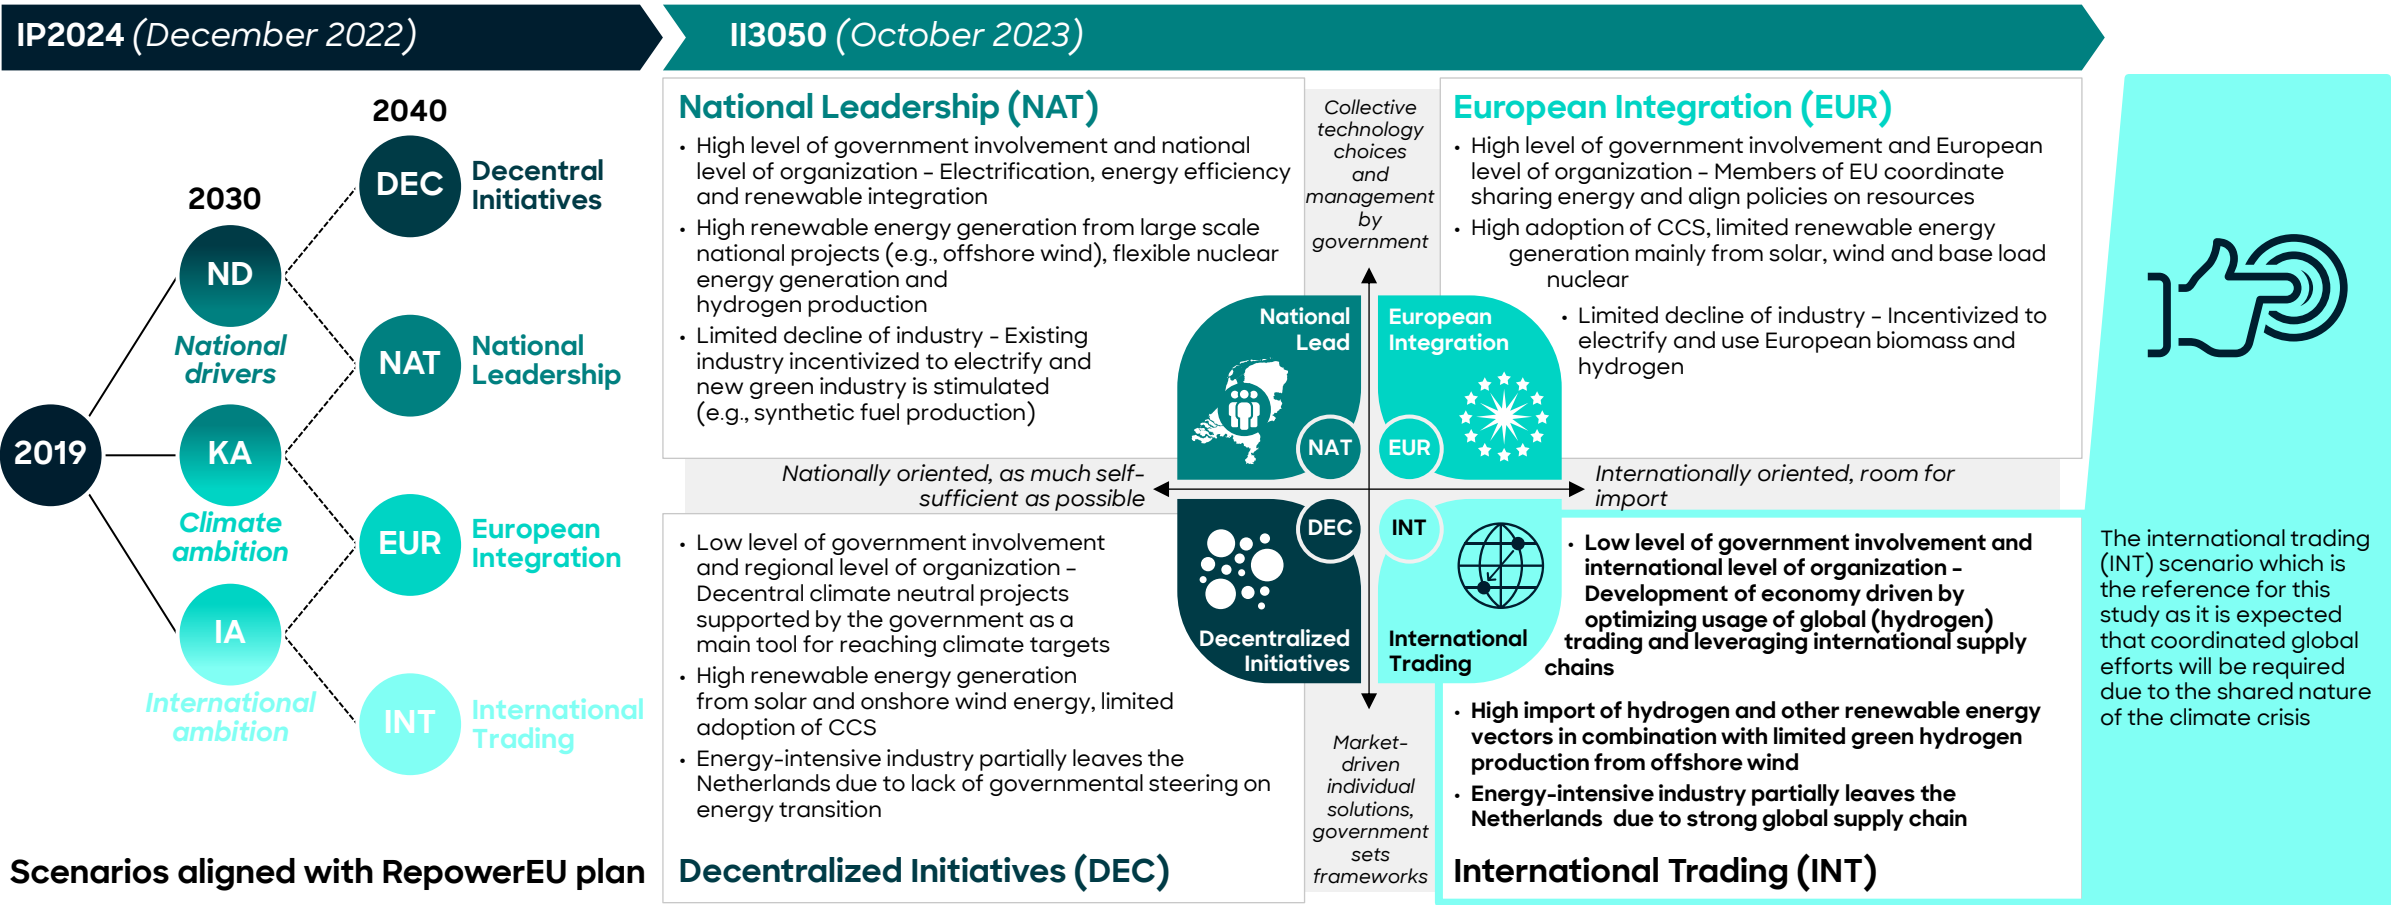 IP2024 (December 2022)
II3050 (October 2023)
2040
2030
2019
ND
National
drivers
KA
Climate
ambition
IA
International
ambition
DEC
Decentral
Initiatives
NAT
National
Leadership
EUR
European
Integration
INT
International
Trading
Scenarios aligned with RepowerEU plan
National Leadership (NAT)
• High level of government involvement and national
level of organization – Electrification, energy efficiency
and renewable integration
• High renewable energy generation from large scale
national projects (e.g., offshore wind), flexible nuclear
energy generation and
hydrogen production
• Limited decline of industry – Existing
industry incentivized to electrify and
new green industry is stimulated
(e.g., synthetic fuel production)
Collective
technology
choices
and
management
by
government
European Integration (EUR)
• High level of government involvement and European
level of organization – Members of EU coordinate
sharing energy and align policies on resources
• High adoption of CCS, limited renewable energy
generation mainly from solar, wind and base load
nuclear
• Limited decline of industry – Incentivized to
electrify and use European biomass and
hydrogen
National
Lead
NAT
European
Integration
EUR
Nationally oriented, as much self-
sufficient as possible
Internationally oriented, room for
import
DEC
Decentralized
Initiatives
INT
International
Trading
• Low level of government involvement
and regional level of organization –
Decentral climate neutral projects
supported by the government as a
main tool for reaching climate targets
• High renewable energy generation
from solar and onshore wind energy, limited
adoption of CCS
• Energy-intensive industry partially leaves the
Netherlands due to lack of governmental steering on
energy transition
Decentralized Initiatives (DEC)
Market-
driven
individual
solutions,
government
sets
frameworks
• Low level of government involvement and
international level of organization –
Development of economy driven by
optimizing usage of global (hydrogen)
trading and leveraging international supply
chains
• High import of hydrogen and other renewable energy
vectors in combination with limited green hydrogen
production from offshore wind
• Energy-intensive industry partially leaves the
Netherlands due to strong global supply chain
International Trading (INT)
The international trading
(INT) scenario which is
the reference for this
study as it is expected
that coordinated global
efforts will be required
due to the shared nature
of the climate crisis